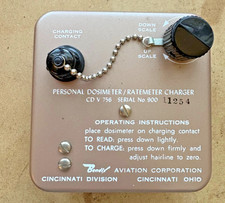 CHARGING
CONTACT
DOWN
SCALE
UP
SCALE
PERSONAL DOSIMETER / RATEMETER CHARGER
CD V 756 SERIAL No 800 11254
OPERATING INSTRUCTIONS
place dosimeter on charging contact
TO READ: press down lightly.
TO CHARGE: press down firmly and
adjust hairline to zero.
Bendix AVIATION CORPORATION
CINCINNATI DIVISION CINCINNATI OHIO